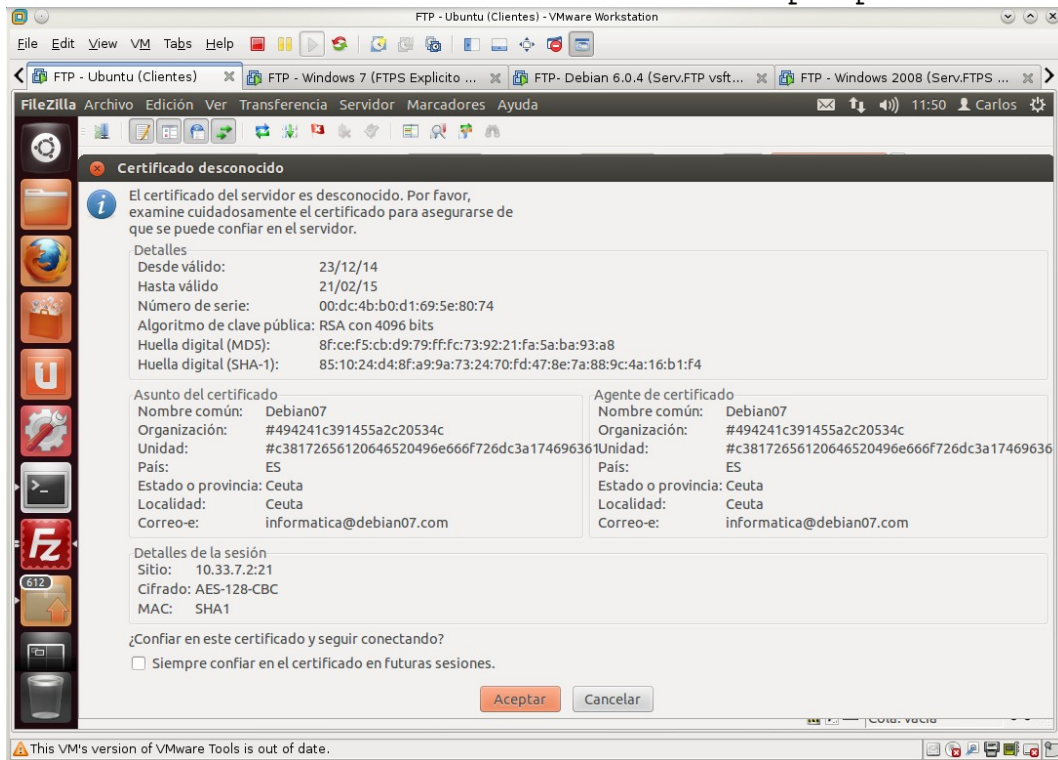 FTP - Ubuntu (Clientes) - VMware Workstation
File Edit View VM Tabs Help
FTP - Ubuntu (Clientes) FTP - Windows 7 (FTPS Explicito ... FTP- Debian 6.0.4 (Serv.FTP vsft... FTP - Windows 2008 (Serv.FTPS ...
FileZilla Archivo Edición Ver Transferencia Servidor Marcadores Ayuda 11:50 Carlos
Certificado desconocido
El certificado del servidor es desconocido. Por favor,
examine cuidadosamente el certificado para asegurarse de
que se puede confiar en el servidor.
Detalles
Desde válido: 23/12/14
Hasta válido 21/02/15
Número de serie: 00:dc:4b:b0:d1:69:5e:80:74
Algoritmo de clave pública: RSA con 4096 bits
Huella digital (MD5): 8f:ce:f5:cb:d9:79:ff:fc:73:92:21:fa:5a:ba:93:a8
Huella digital (SHA-1): 85:10:24:d4:8f:a9:9a:73:24:70:fd:47:8e:7a:88:9c:4a:16:b1:f4
Asunto del certificado
Nombre común: Debian07
Organización: #494241c391455a2c20534c
Unidad: #c38172656120646520496e666f726dc3a174696361
País: ES
Estado o provincia: Ceuta
Localidad: Ceuta
Correo-e: informatica@debian07.com
Agente de certificado
Nombre común: Debian07
Organización: #494241c391455a2c20534c
Unidad: #c38172656120646520496e666f726dc3a17469636
País: ES
Estado o provincia: Ceuta
Localidad: Ceuta
Correo-e: informatica@debian07.com
Detalles de la sesión
Sitio: 10.33.7.2:21
Cifrado: AES-128-CBC
MAC: SHA1
¿Confiar en este certificado y seguir conectando?
Siempre confiar en el certificado en futuras sesiones.
Aceptar Cancelar
612
Cola: vacía
This VM's version of VMware Tools is out of date.